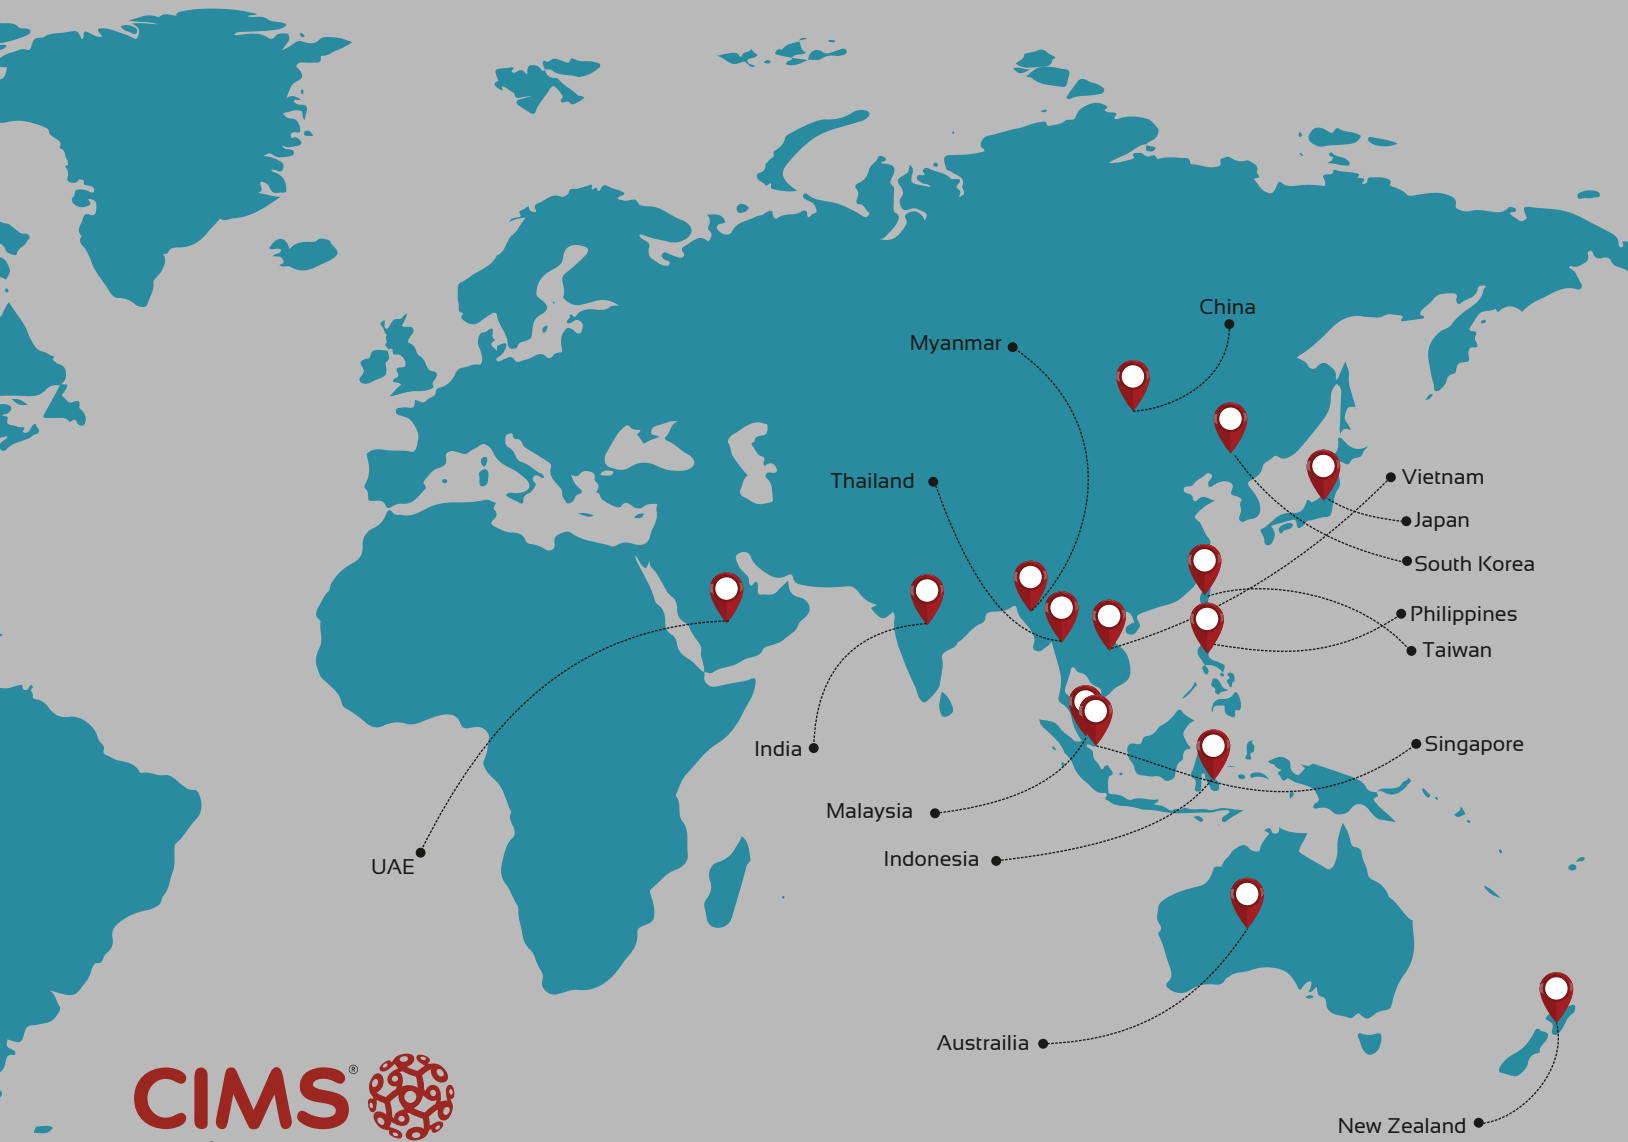 China
Myanmar
Thailand
Vietnam
Japan
South Korea
Philippines
Taiwan
India
Singapore
Malaysia
Indonesia
UAE
Austrailia
CIMS®
New Zealand